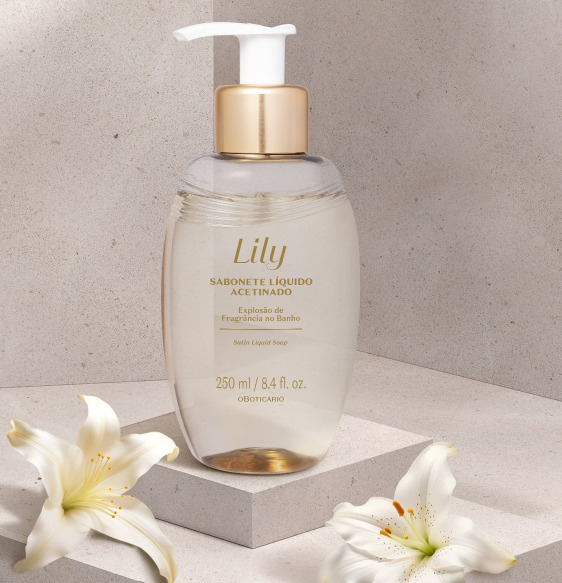 Lily
SABONETE LÍQUIDO
ACETINADO
Explosão de
Fragrância no Banho
Satin Liquid Soap
250 ml / 8.4 fl. oz.
oBOTICÁRIO